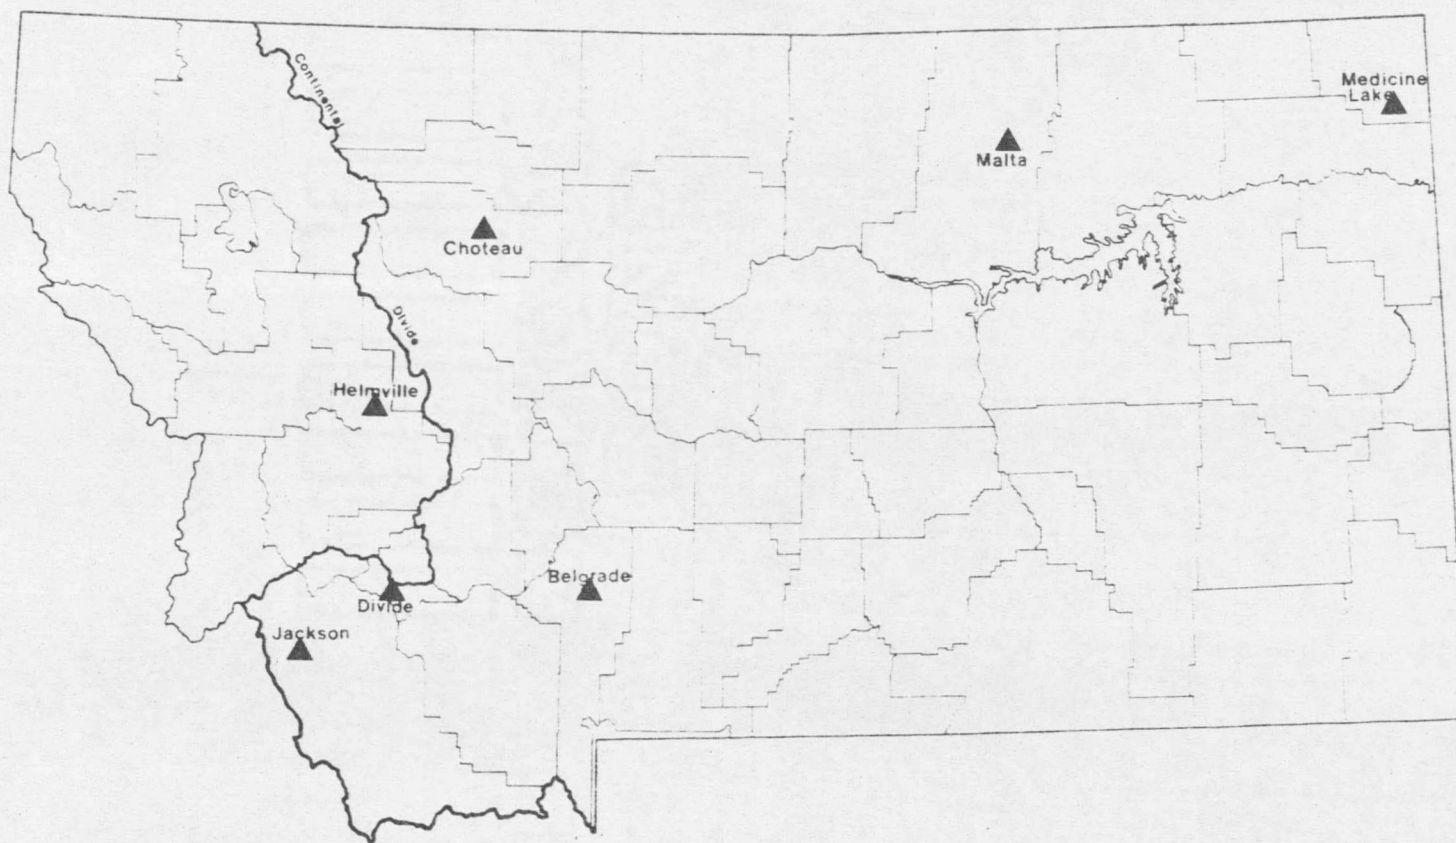 Continental
Medicine
Lake
Malta
Choteau
Divide
Helmville
Belgrade
Divide
Jackson